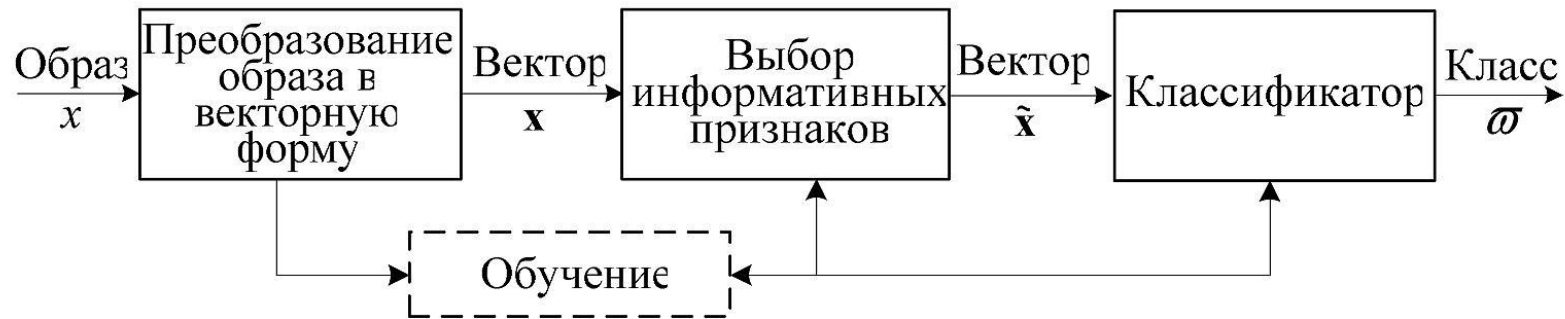 Образ
x
Преобразование
образа в
векторную
форму
Вектор
x
Выбор
информативных
признаков
Вектор
x̃
Классификатор
Класс
ϖ
Обучение